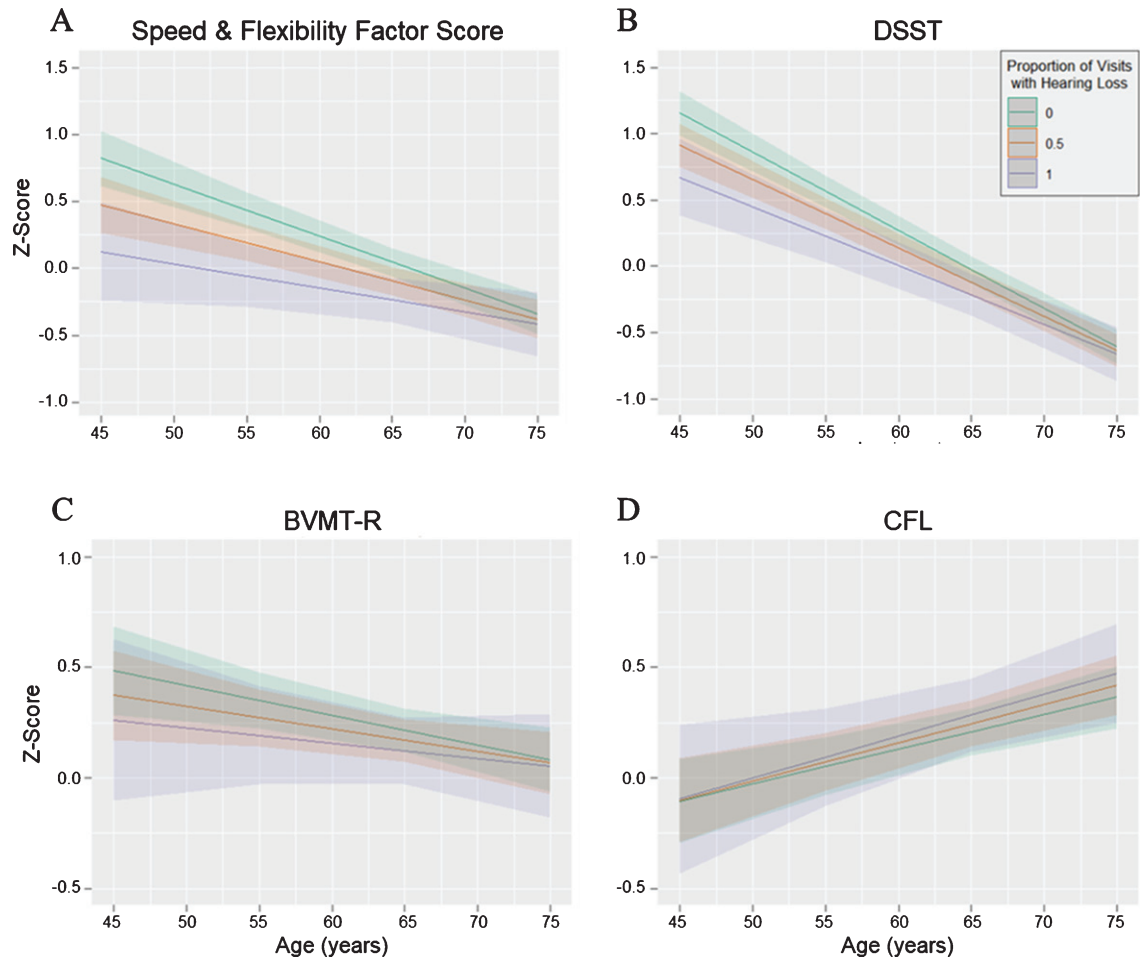 A
Speed & Flexibility Factor Score
Z-Score
1.5
1.0
0.5
0.0
-0.5
-1.0
45 50 55 60 65 70 75
B
DSST
1.5
1.0
0.5
0.0
-0.5
-1.0
45 50 55 60 65 70 75
Proportion of Visits
with Hearing Loss
0
0.5
1
C
BVMT-R
Z-Score
1.0
0.5
0.0
-0.5
45 50 55 60 65 70 75
Age (years)
D
CFL
1.0
0.5
0.0
-0.5
45 50 55 60 65 70 75
Age (years)